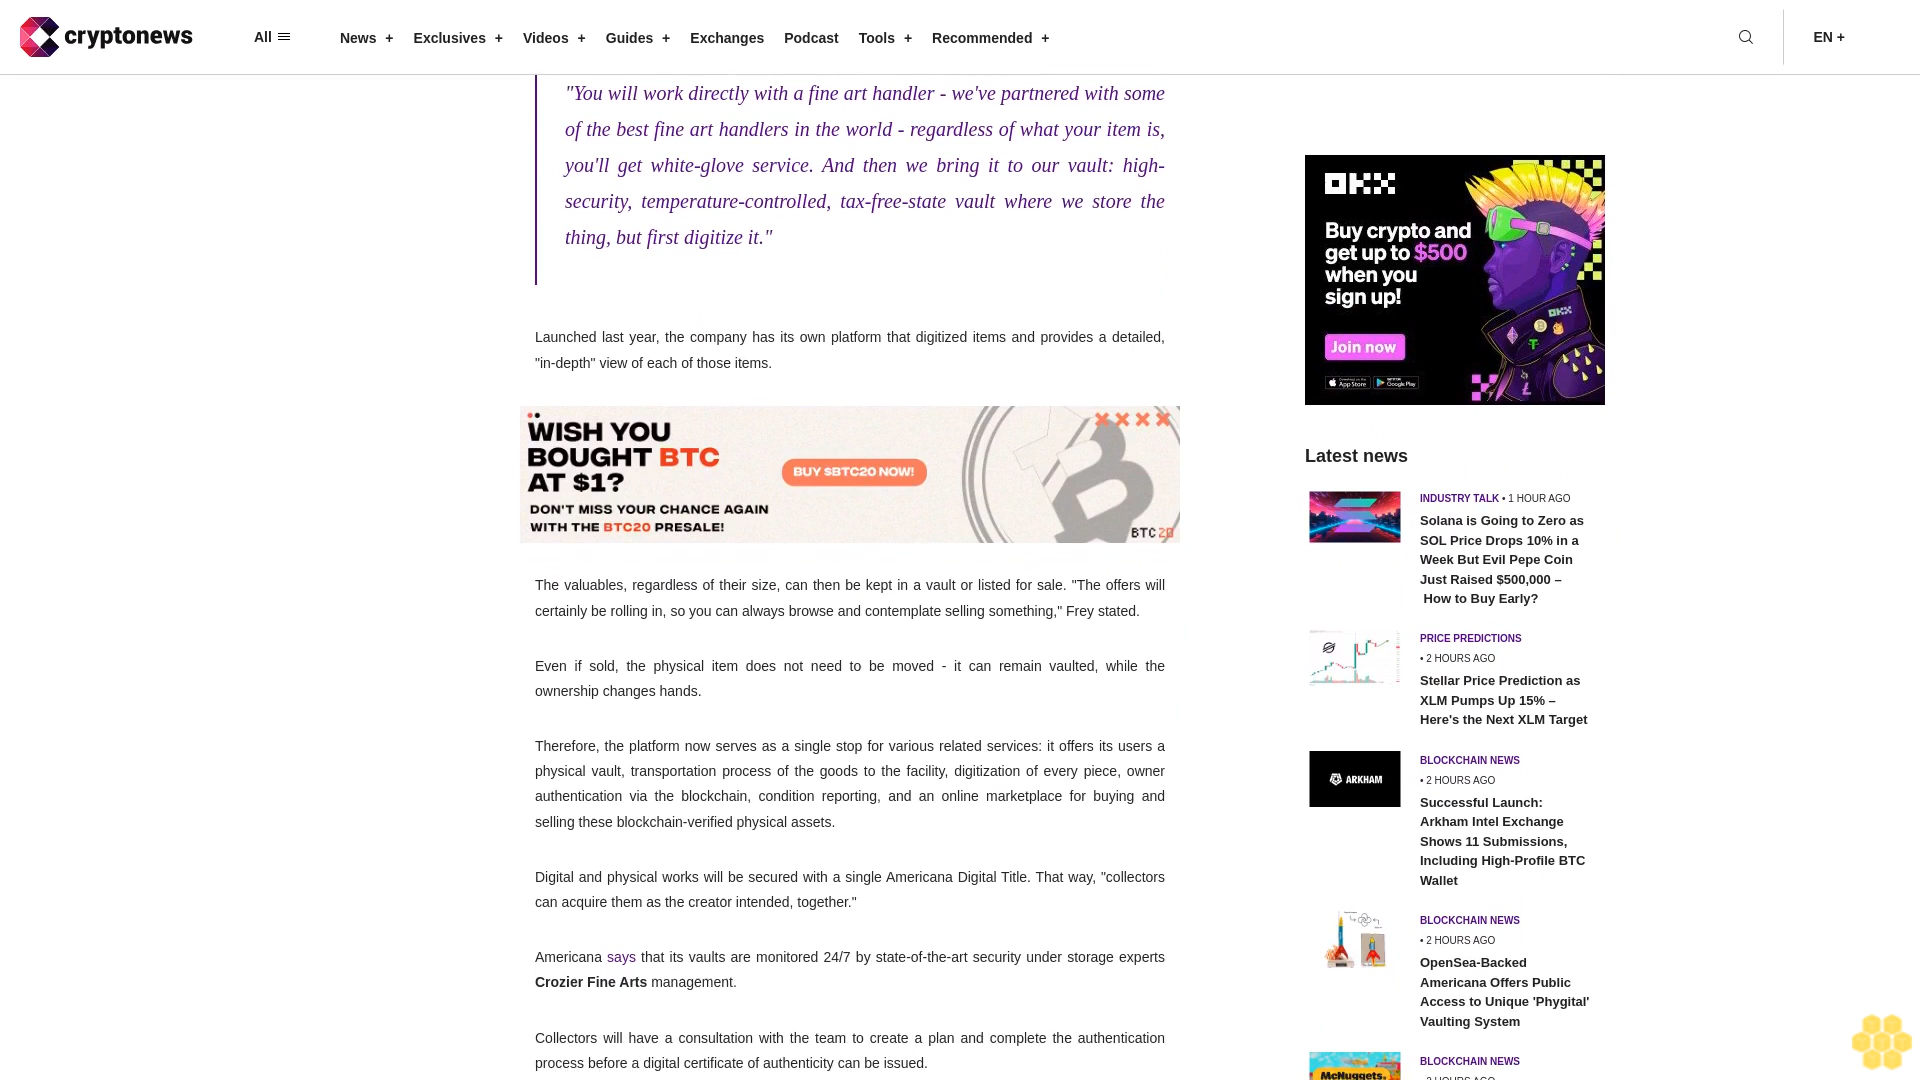 cryptonews
All
News +
Exclusives +
Videos +
Guides +
Exchanges
Podcast
Tools +
Recommended +
EN +
"You will work directly with a fine art handler - we've partnered with some
of the best fine art handlers in the world - regardless of what your item is,
you'll get white-glove service. And then we bring it to our vault: high-
security, temperature-controlled, tax-free-state vault where we store the
thing, but first digitize it."
Launched last year, the company has its own platform that digitized items and provides a detailed,
"in-depth" view of each of those items.
WISH YOU
BOUGHT BTC
AT $1?
DON'T MISS YOUR CHANCE AGAIN
WITH THE BTC20 PRESALE!
BUY $BTC20 NOW!
BTC20
The valuables, regardless of their size, can then be kept in a vault or listed for sale. "The offers will
certainly be rolling in, so you can always browse and contemplate selling something," Frey stated.
Even if sold, the physical item does not need to be moved - it can remain vaulted, while the
ownership changes hands.
Therefore, the platform now serves as a single stop for various related services: it offers its users a
physical vault, transportation process of the goods to the facility, digitization of every piece, owner
authentication via the blockchain, condition reporting, and an online marketplace for buying and
selling these blockchain-verified physical assets.
Digital and physical works will be secured with a single Americana Digital Title. That way, "collectors
can acquire them as the creator intended, together."
Americana says that its vaults are monitored 24/7 by state-of-the-art security under storage experts
Crozier Fine Arts management.
Collectors will have a consultation with the team to create a plan and complete the authentication
process before a digital certificate of authenticity can be issued.
OKX
Buy crypto and
get up to $500
when you
sign up!
Join now
Download on the
App Store
GET IT ON
Google Play
OKX
Latest news
INDUSTRY TALK • 1 HOUR AGO
Solana is Going to Zero as
SOL Price Drops 10% in a
Week But Evil Pepe Coin
Just Raised $500,000 –
How to Buy Early?
PRICE PREDICTIONS
• 2 HOURS AGO
Stellar Price Prediction as
XLM Pumps Up 15% –
Here's the Next XLM Target
ARKHAM
BLOCKCHAIN NEWS
• 2 HOURS AGO
Successful Launch:
Arkham Intel Exchange
Shows 11 Submissions,
Including High-Profile BTC
Wallet
BLOCKCHAIN NEWS
• 2 HOURS AGO
OpenSea-Backed
Americana Offers Public
Access to Unique 'Phygital'
Vaulting System
McNuggets
BLOCKCHAIN NEWS
• 2 HOURS AGO